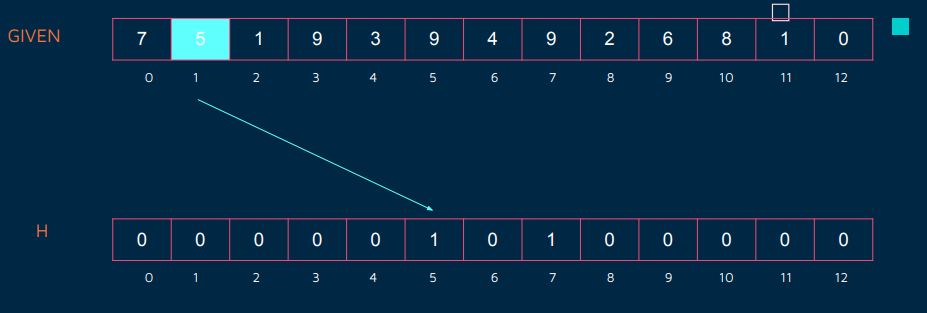 GIVEN 7 5 1 9 3 9 4 9 2 6 8 1 0
0 1 2 3 4 5 6 7 8 9 10 11 12
H 0 0 0 0 0 1 0 1 0 0 0 0 0
0 1 2 3 4 5 6 7 8 9 10 11 12